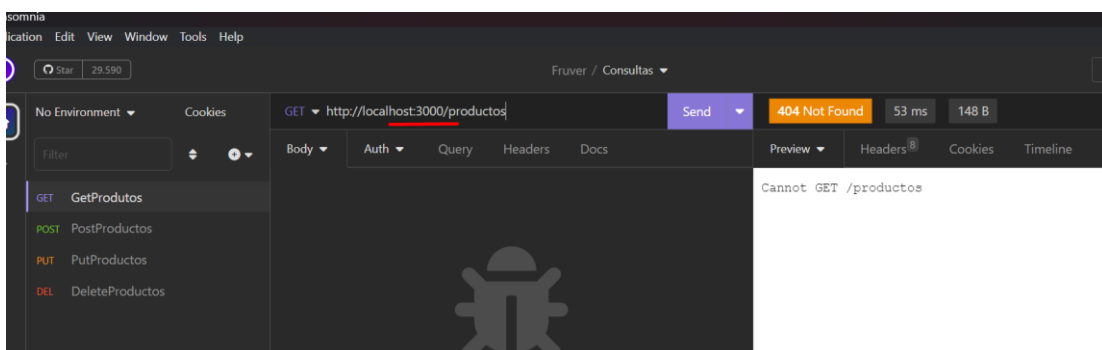 somnia
lication Edit View Window Tools Help
Star 29.590
Fruver / Consultas
No Environment Cookies
GET http://localhost:3000/productos Send
404 Not Found 53 ms 148 B
Filter
Body Auth Query Headers Docs
Preview Headers 8 Cookies Timeline
GET GetProdutos
POST PostProductos
PUT PutProductos
DEL DeleteProductos
Cannot GET /productos